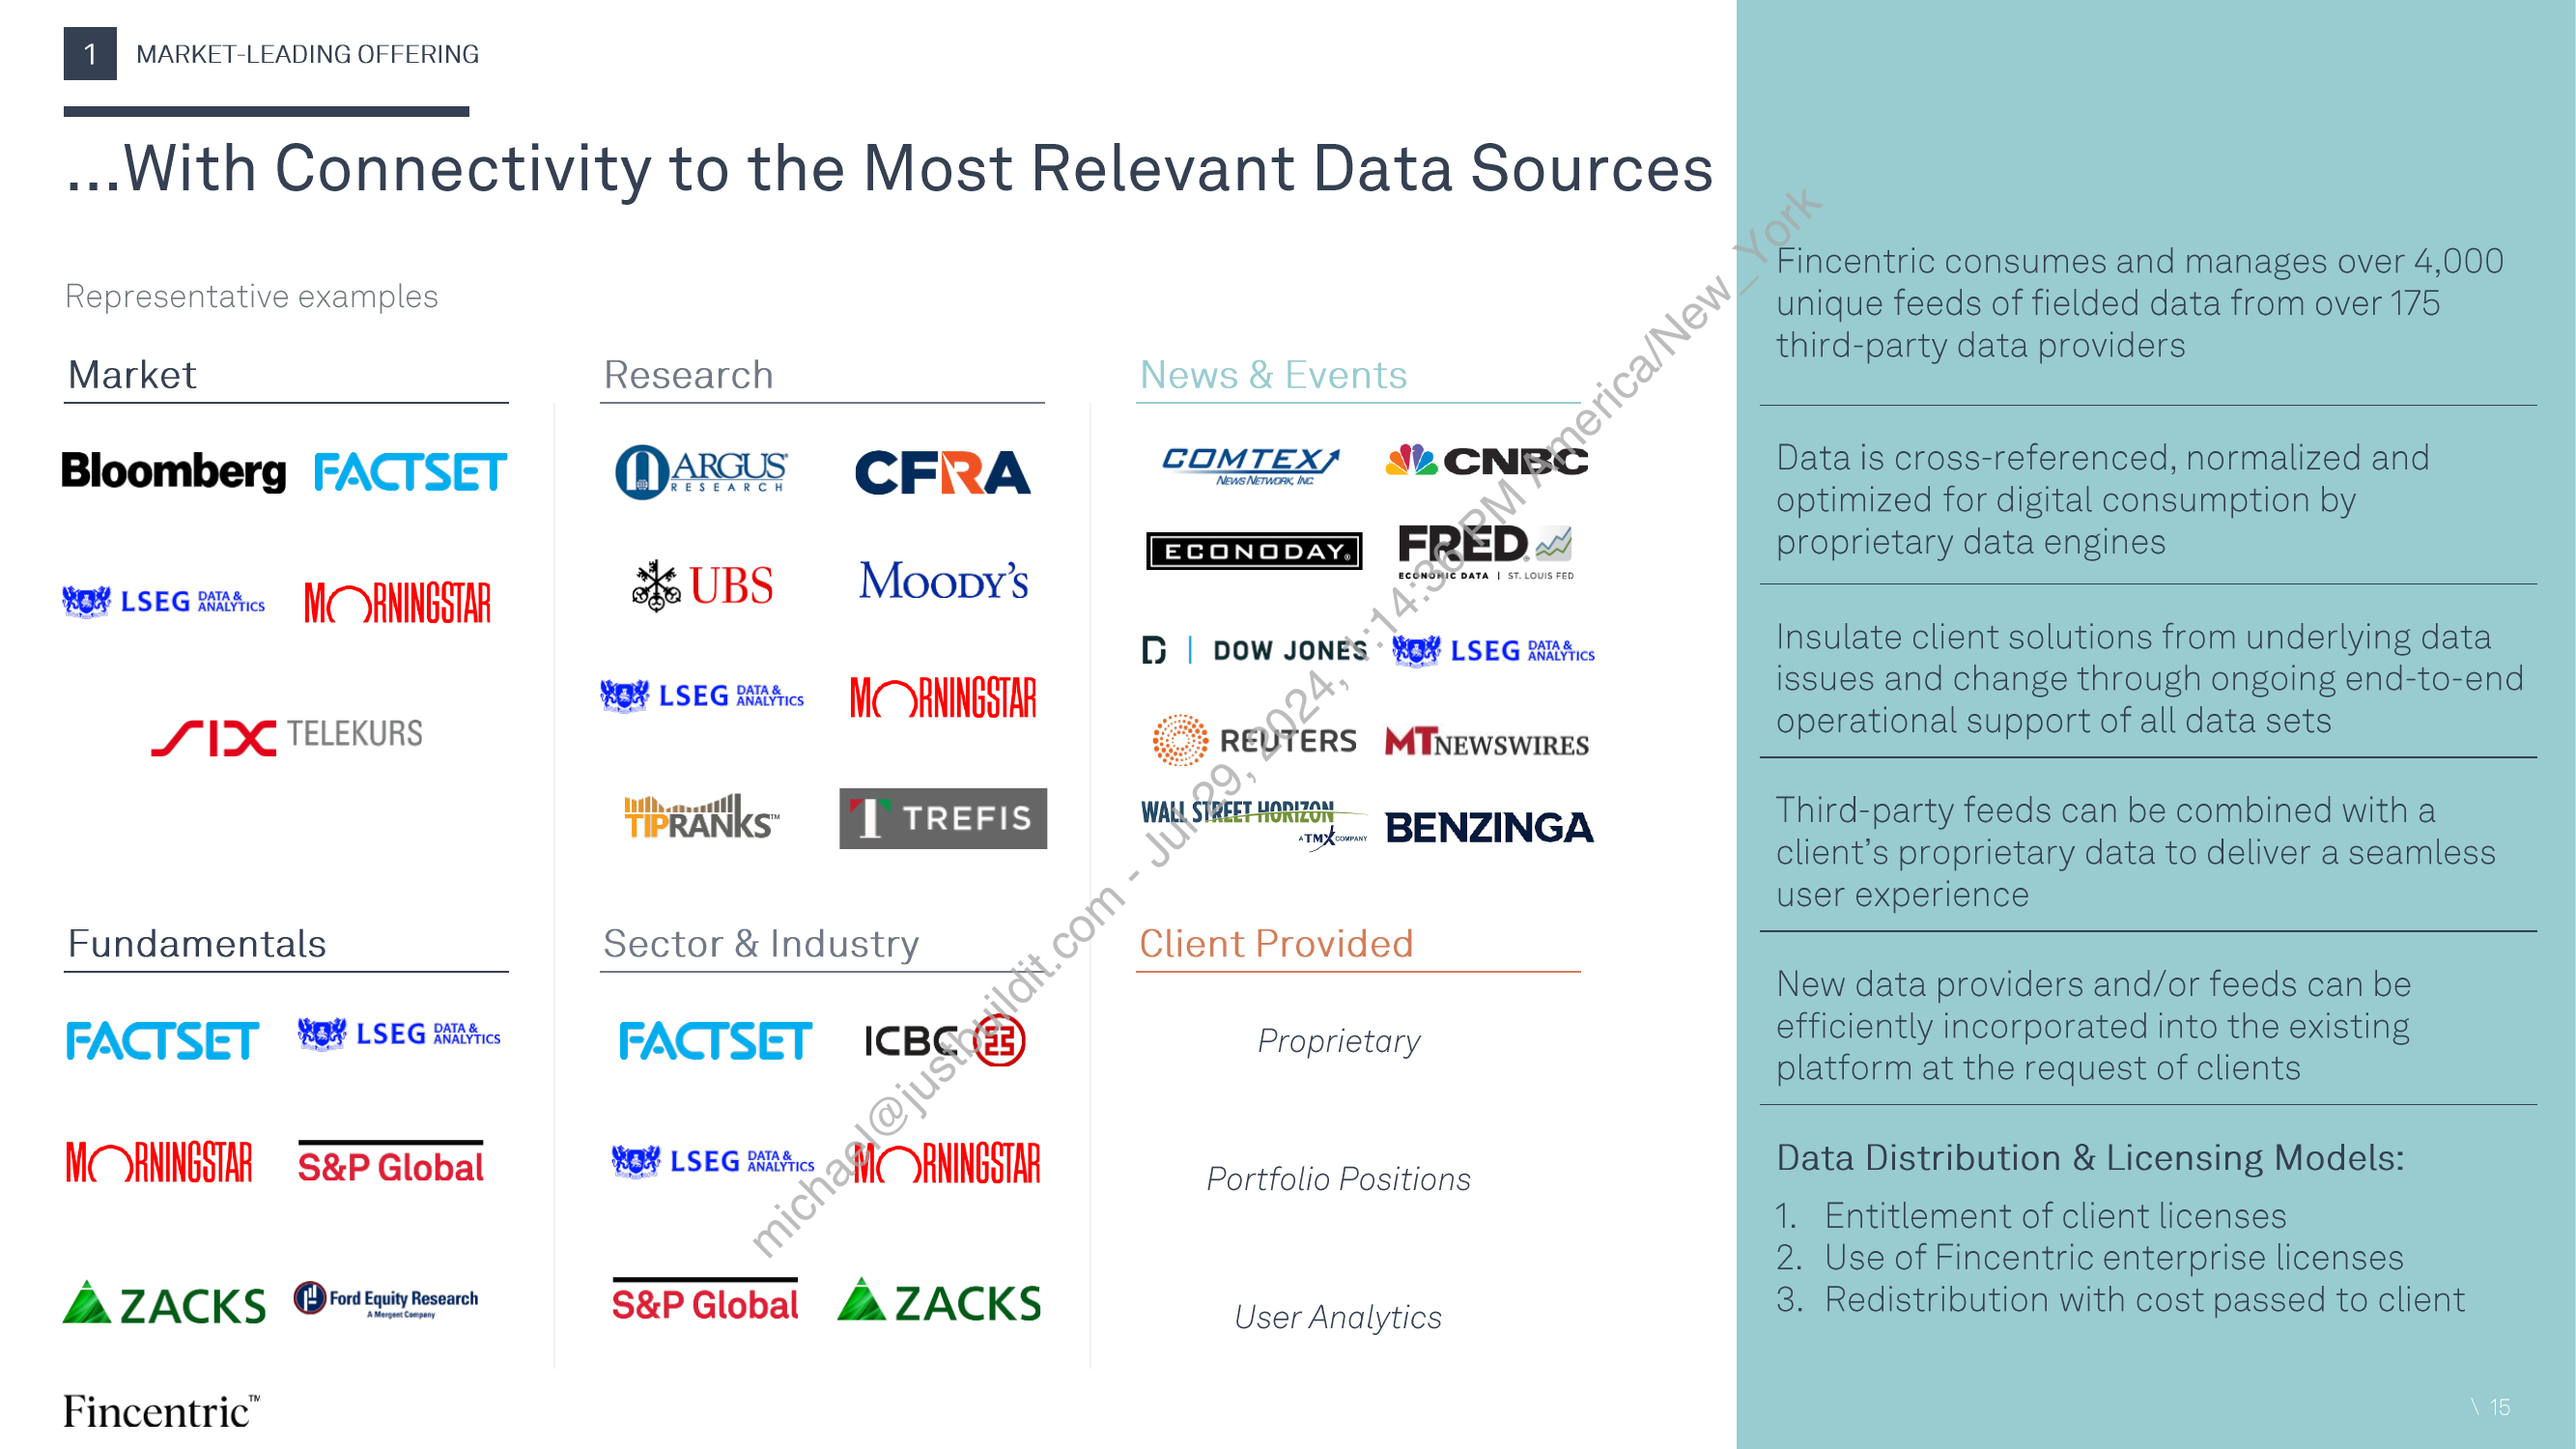 1 MARKET-LEADING OFFERING
...With Connectivity to the Most Relevant Data Sources
Representative examples
Market
Bloomberg FACTSET
LSEG DATA & ANALYTICS MORNINGSTAR
SIX TELEKURS
Research
ARGUS RESEARCH CFRA
UBS MOODY'S
LSEG DATA & ANALYTICS MORNINGSTAR
TIPRANKS™ TREFIS
News & Events
COMTEX NEWS NETWORK, INC. CNBC
ECONODAY® FRED® ECONOMIC DATA | ST. LOUIS FED
D | DOW JONES LSEG DATA & ANALYTICS
REUTERS MTNEWSWIRES
WALL STREET HORIZON A TMX COMPANY BENZINGA
Fundamentals
FACTSET LSEG DATA & ANALYTICS
MORNINGSTAR S&P Global
ZACKS Ford Equity Research A Mergent Company
Sector & Industry
FACTSET ICBC
LSEG DATA & ANALYTICS MORNINGSTAR
S&P Global ZACKS
Client Provided
Proprietary
Portfolio Positions
User Analytics
Fincentric consumes and manages over 4,000
unique feeds of fielded data from over 175
third-party data providers
Data is cross-referenced, normalized and
optimized for digital consumption by
proprietary data engines
Insulate client solutions from underlying data
issues and change through ongoing end-to-end
operational support of all data sets
Third-party feeds can be combined with a
client's proprietary data to deliver a seamless
user experience
New data providers and/or feeds can be
efficiently incorporated into the existing
platform at the request of clients
Data Distribution & Licensing Models:
1. Entitlement of client licenses
2. Use of Fincentric enterprise licenses
3. Redistribution with cost passed to client
michael@justbuildit.com - Jul 29, 2024, 1:14:36 PM America/New_York
Fincentric™
\ 15